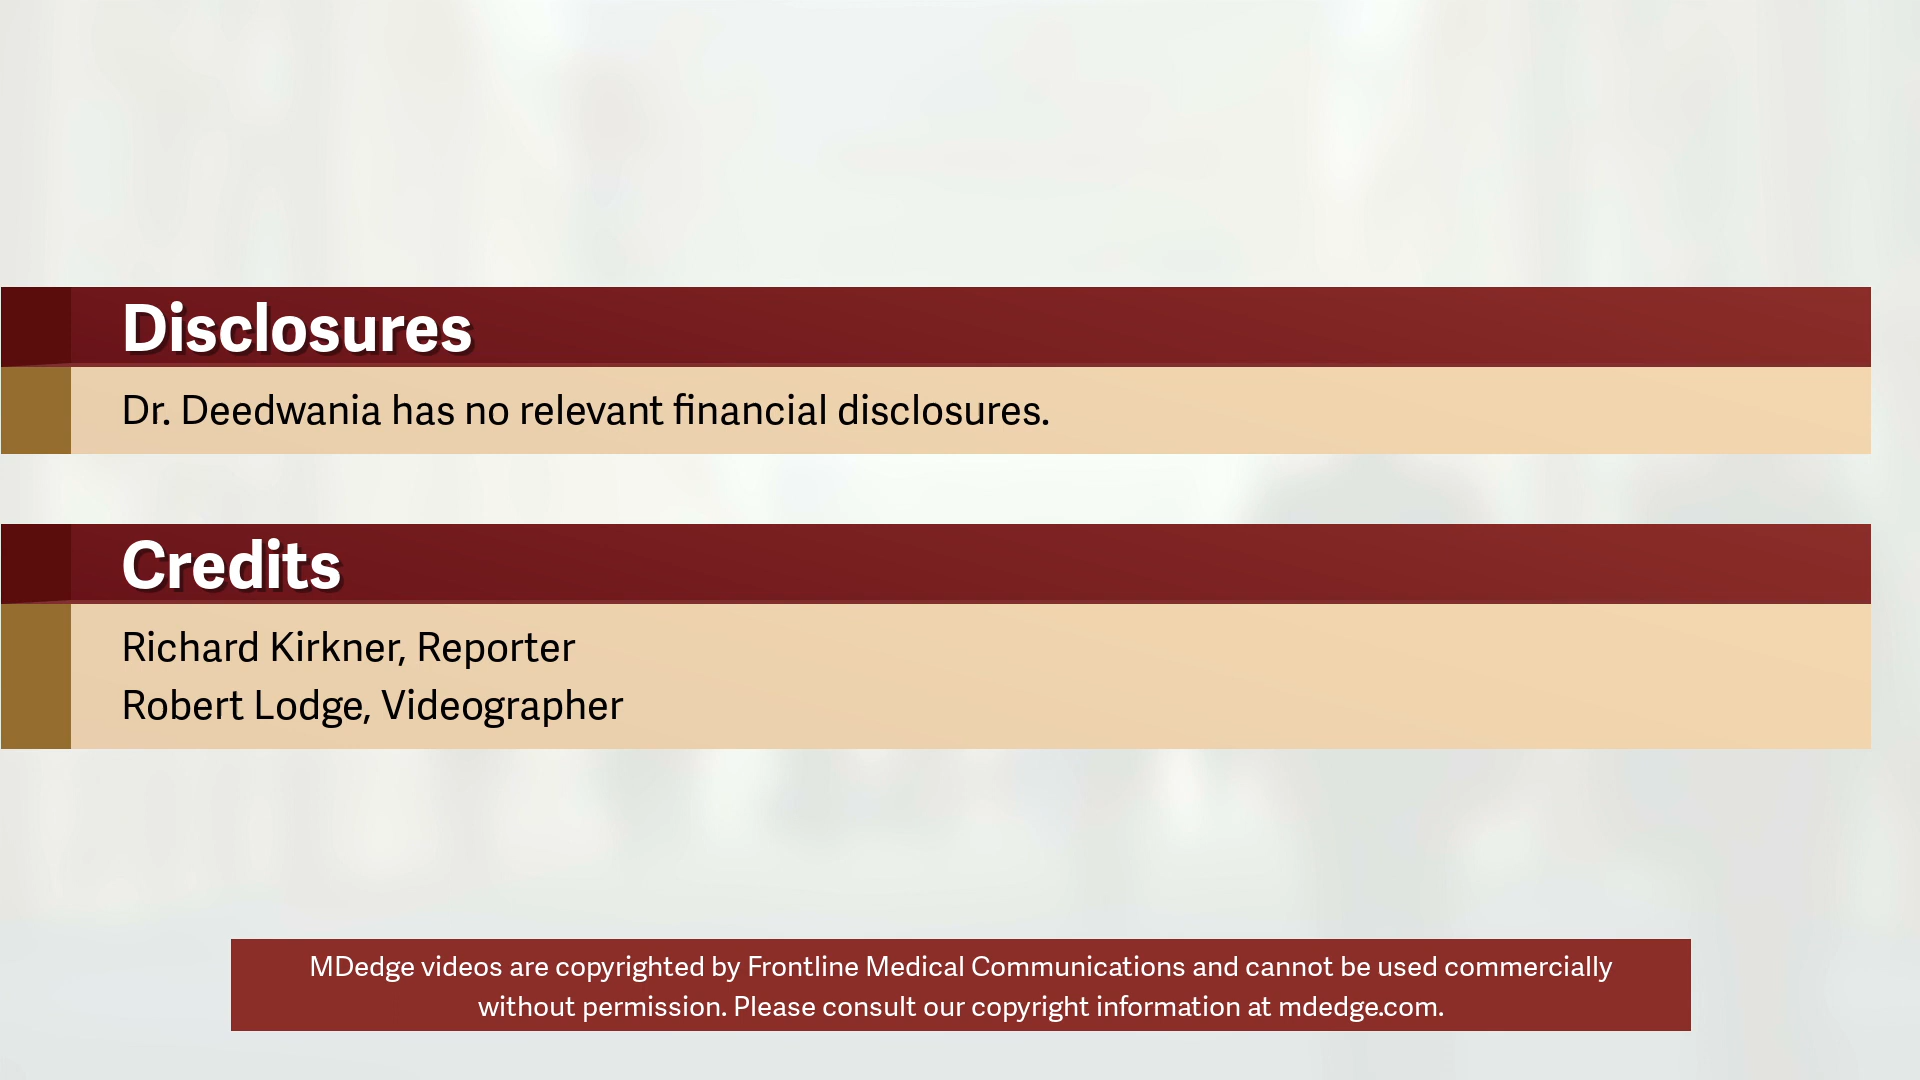 Disclosures
Dr. Deedwania has no relevant financial disclosures.
Credits
Richard Kirkner, Reporter
Robert Lodge, Videographer
MDedge videos are copyrighted by Frontline Medical Communications and cannot be used commercially
without permission. Please consult our copyright information at mdedge.com.